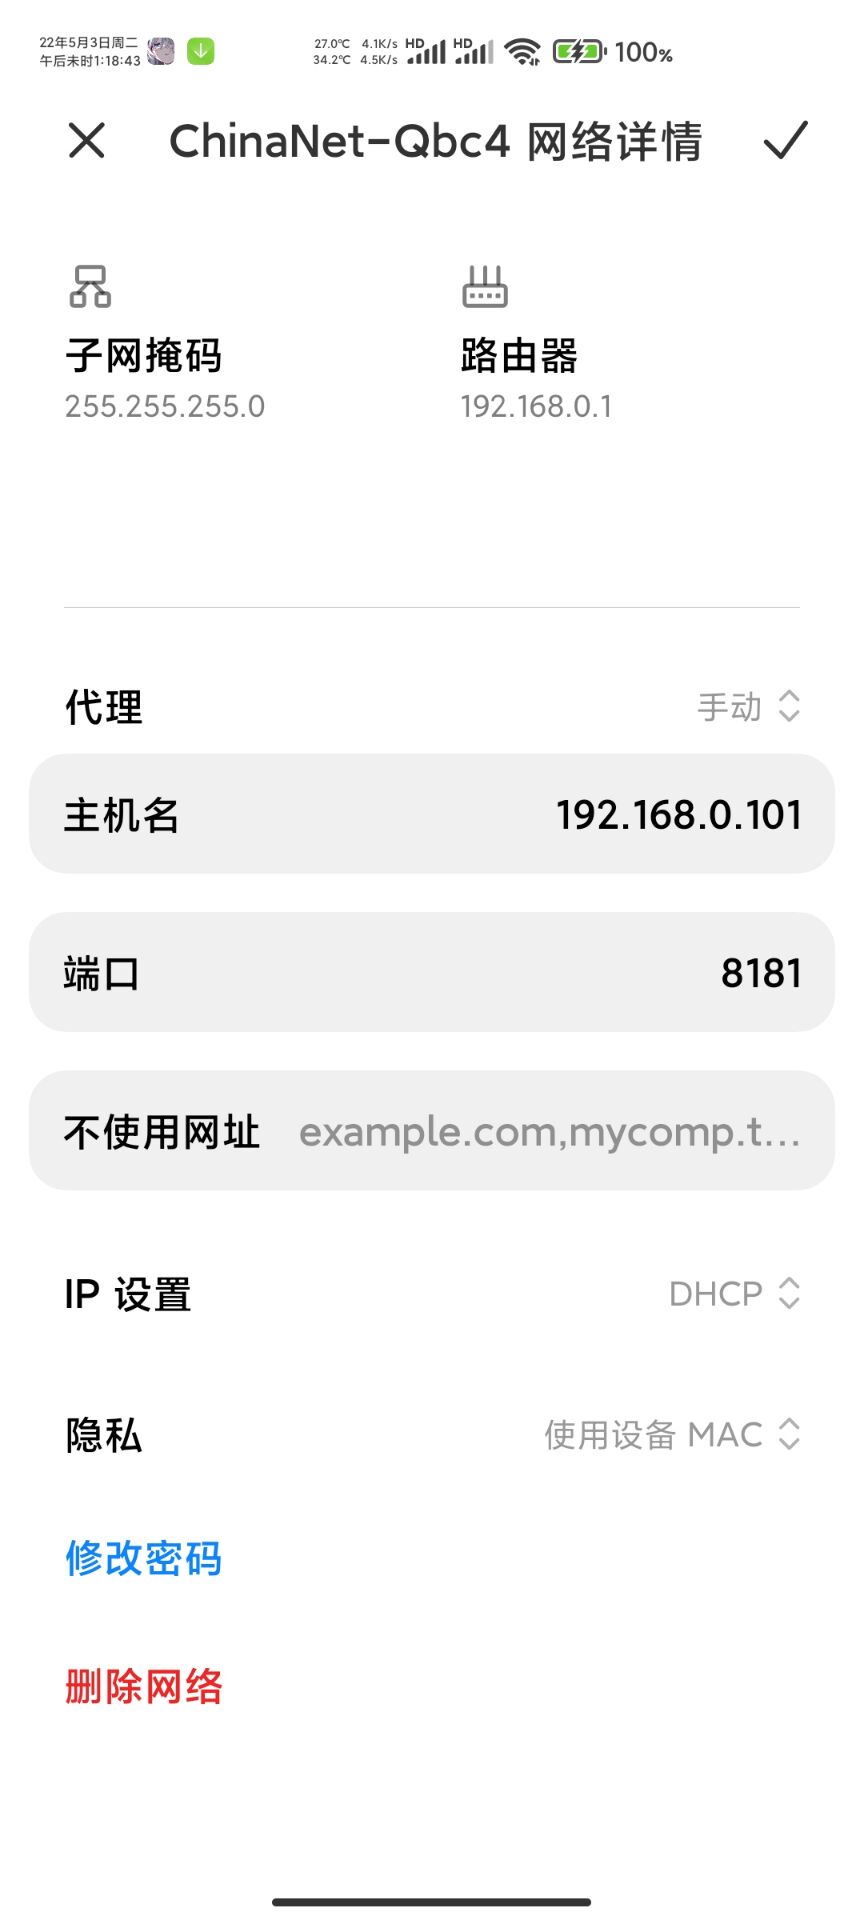 22年5月3日周二
午后未时1:18:43
27.0℃ 4.1K/s HD HD
34.2℃ 4.5K/s
100%
ChinaNet-Qbc4 网络详情
子网掩码
255.255.255.0
路由器
192.168.0.1
代理 手动
主机名 192.168.0.101
端口 8181
不使用网址 example.com,mycomp.t...
IP 设置 DHCP
隐私 使用设备 MAC
修改密码
删除网络